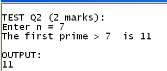 TEST Q2 (2 marks):
Enter n = 7
The first prime > 7  is 11
OUTPUT:
11